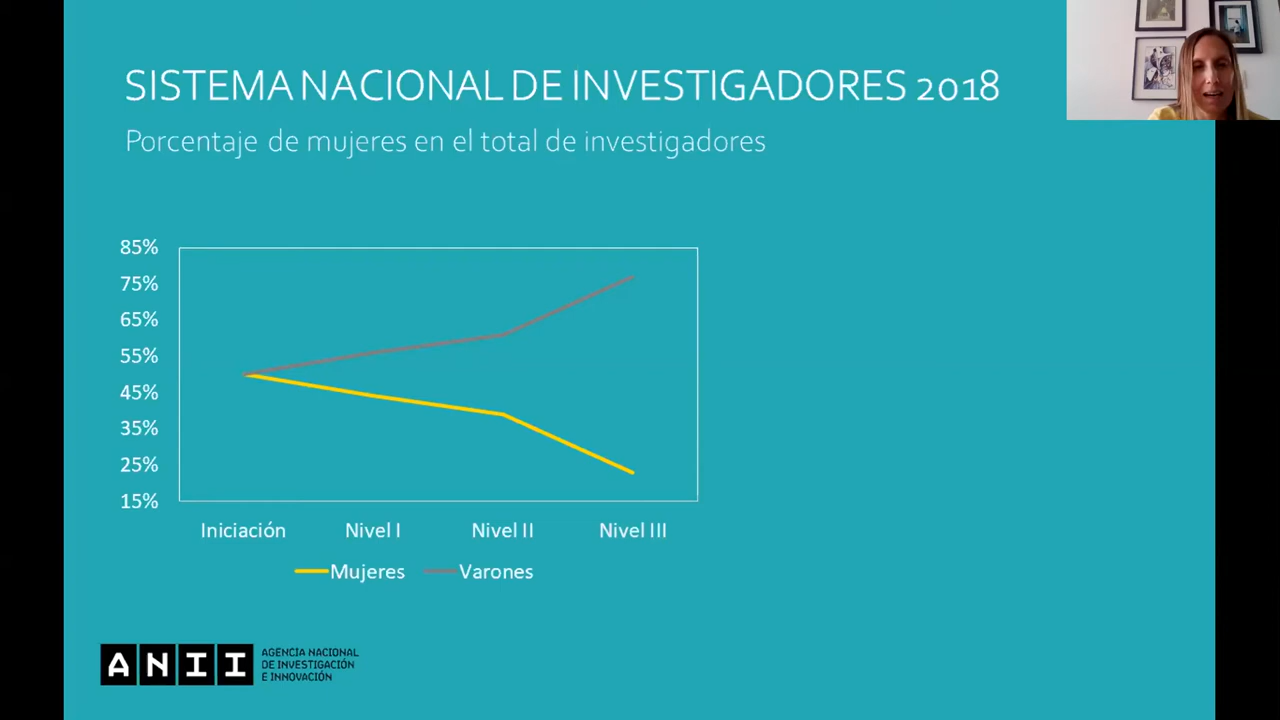 SISTEMA NACIONAL DE INVESTIGADORES 2018
Porcentaje de mujeres en el total de investigadores
85%
75%
65%
55%
45%
35%
25%
15%
Iniciación Nivel I Nivel II Nivel III
Mujeres Varones
ANII
AGENCIA NACIONAL
DE INVESTIGACIÓN
E INNOVACIÓN